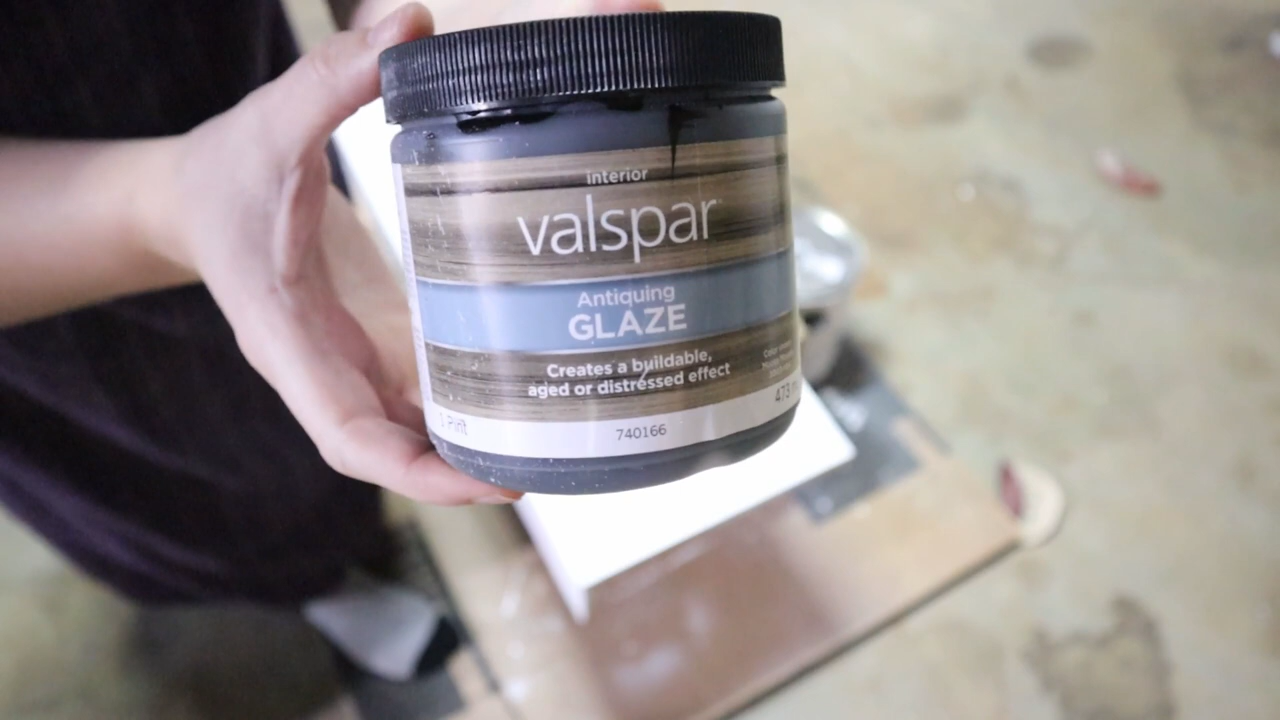 interior
valspar
Antiquing
GLAZE
Creates a buildable,
aged or distressed effect
1 Pint
740166
473